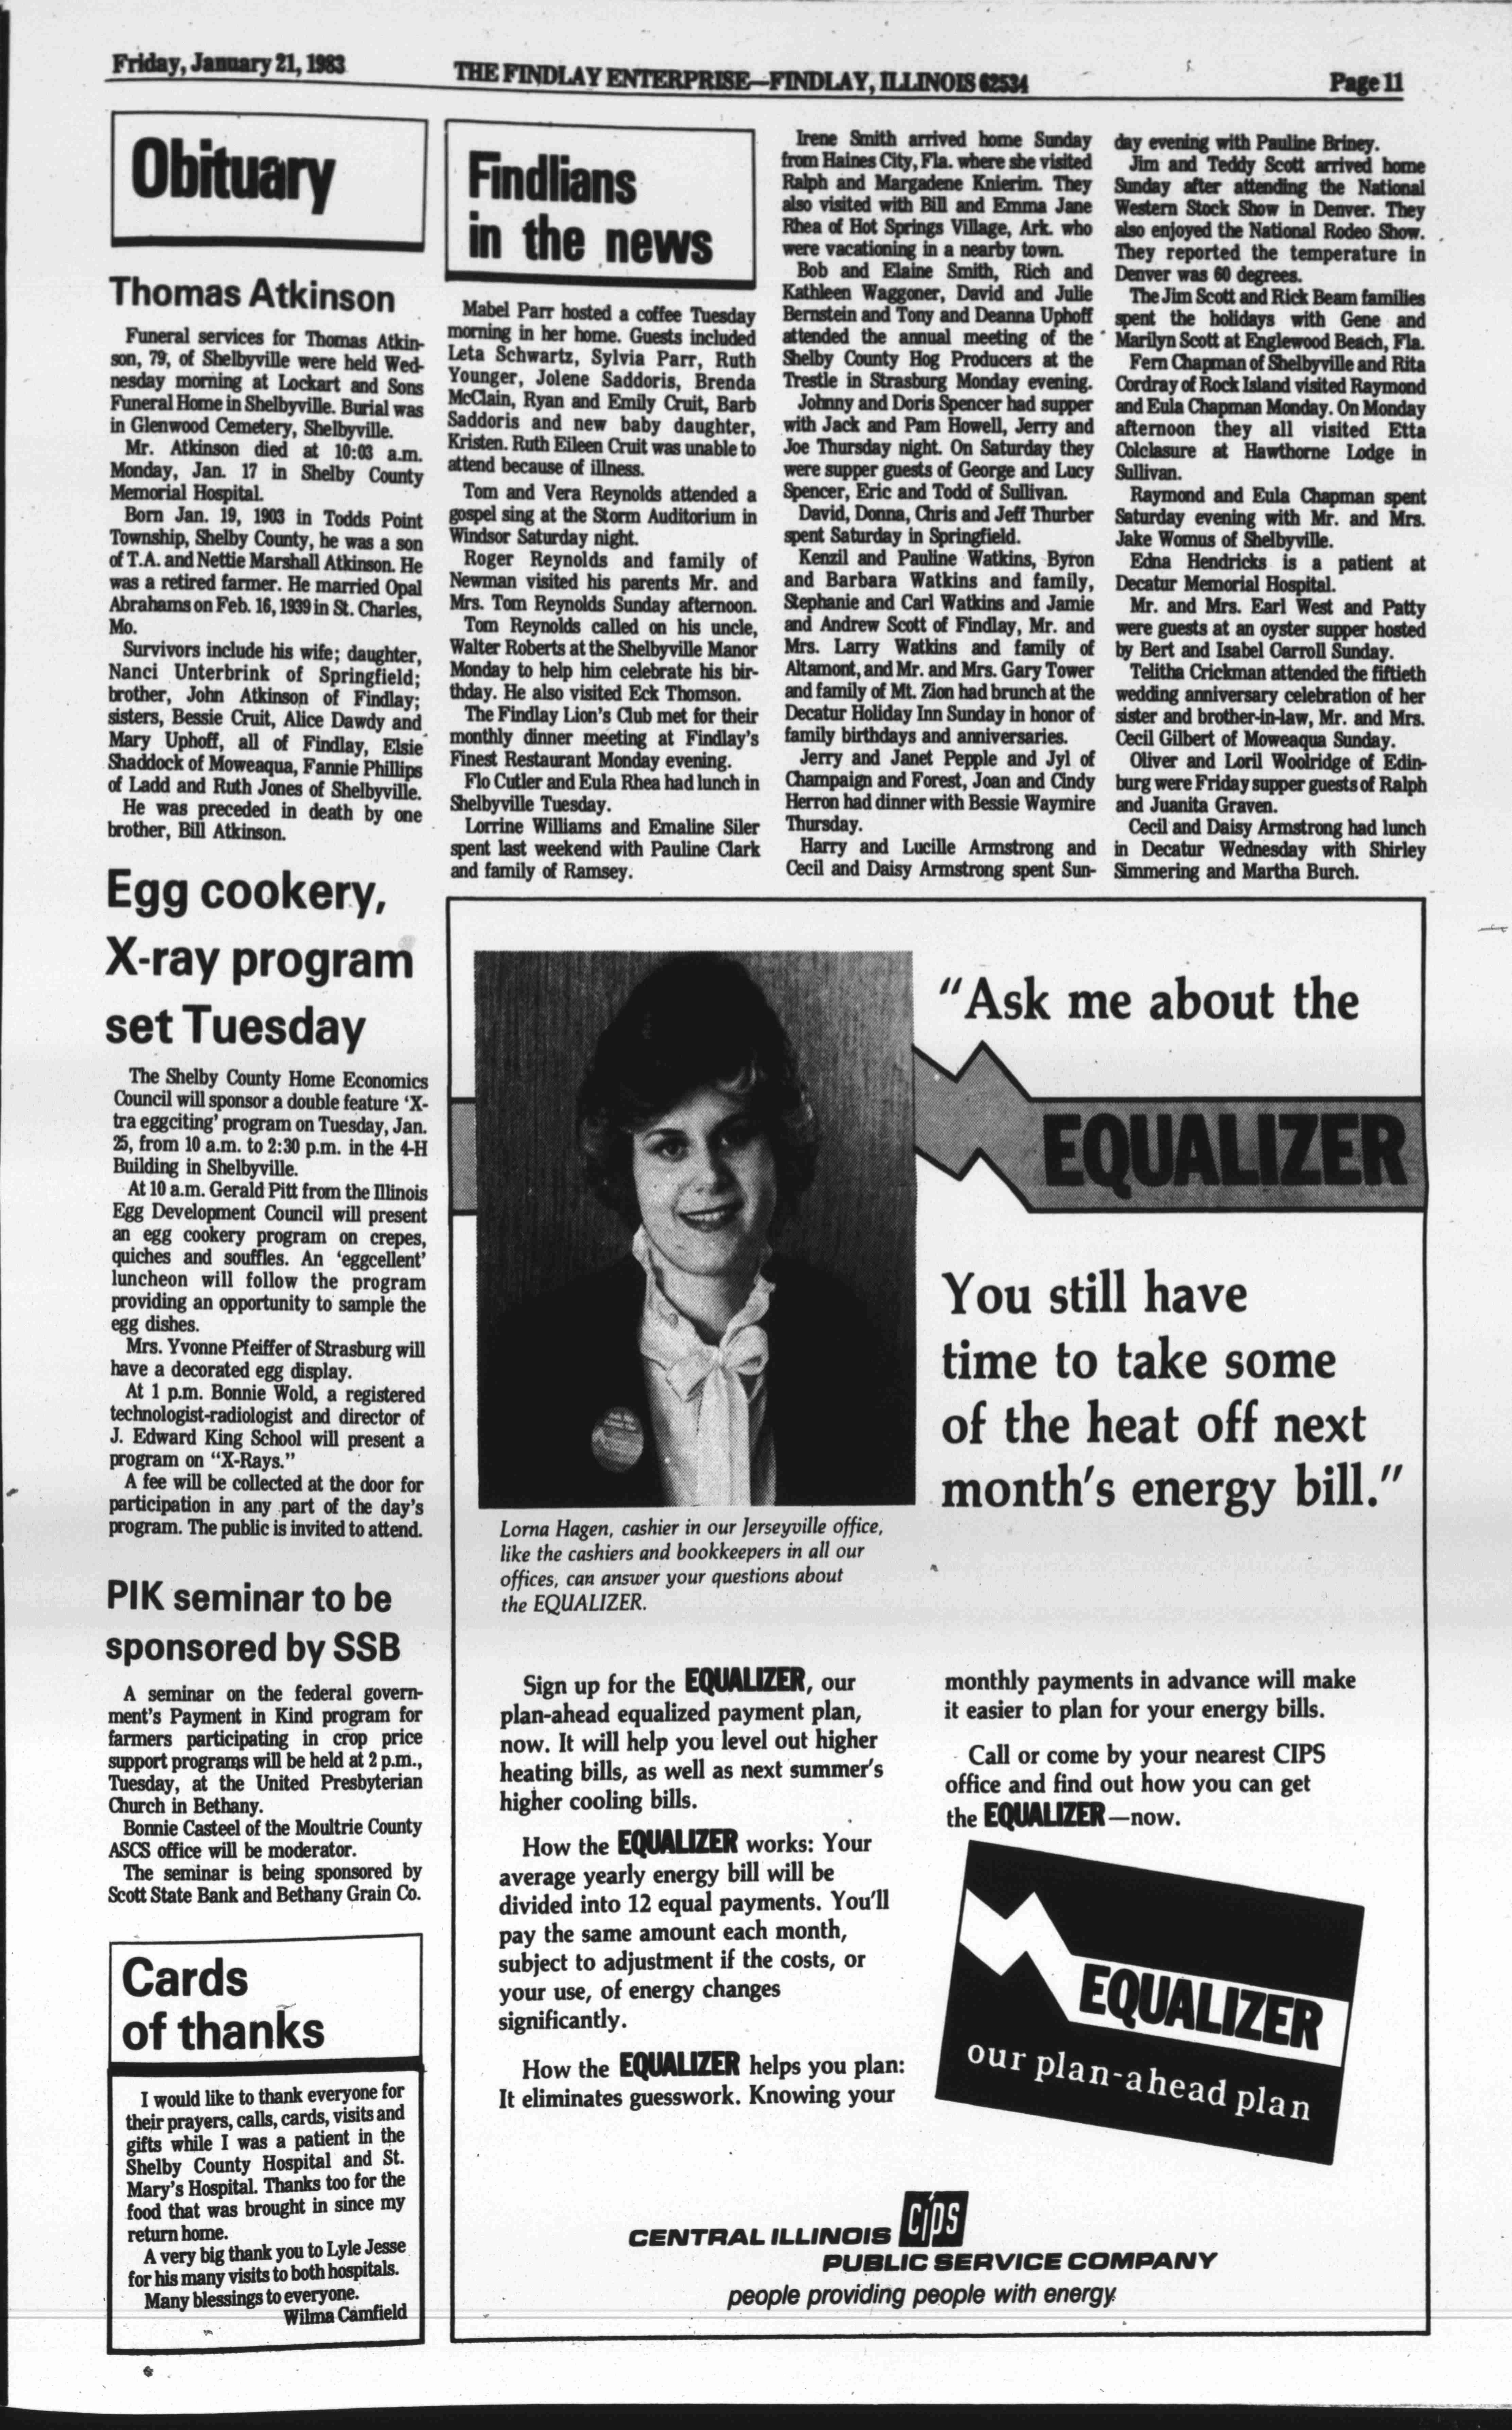 Friday, January 21, 1983
THE FINDLAY ENTERPRISE—FINDLAY, ILLINOIS 62534
Page 11
Obituary
Thomas Atkinson
Funeral services for Thomas Atkin-
son, 79, of Shelbyville were held Wed-
nesday morning at Lockart and Sons
Funeral Home in Shelbyville. Burial was
in Glenwood Cemetery, Shelbyville.
Mr. Atkinson died at 10:03 a.m.
Monday, Jan. 17 in Shelby County
Memorial Hospital.
Born Jan. 19, 1903 in Todds Point
Township, Shelby County, he was a son
of T.A. and Nettie Marshall Atkinson. He
was a retired farmer. He married Opal
Abrahams on Feb. 16, 1939 in St. Charles,
Mo.
Survivors include his wife; daughter,
Nanci Unterbrink of Springfield;
brother, John Atkinson of Findlay;
sisters, Bessie Cruit, Alice Dawdy and
Mary Uphoff, all of Findlay, Elsie
Shaddock of Moweaqua, Fannie Phillips
of Ladd and Ruth Jones of Shelbyville.
He was preceded in death by one
brother, Bill Atkinson.
Egg cookery,
X-ray program
set Tuesday
The Shelby County Home Economics
Council will sponsor a double feature 'X-
tra eggciting' program on Tuesday, Jan.
25, from 10 a.m. to 2:30 p.m. in the 4-H
Building in Shelbyville.
At 10 a.m. Gerald Pitt from the Illinois
Egg Development Council will present
an egg cookery program on crepes,
quiches and souffles. An 'eggcellent'
luncheon will follow the program
providing an opportunity to sample the
egg dishes.
Mrs. Yvonne Pfeiffer of Strasburg will
have a decorated egg display.
At 1 p.m. Bonnie Wold, a registered
technologist-radiologist and director of
J. Edward King School will present a
program on "X-Rays."
A fee will be collected at the door for
participation in any part of the day's
program. The public is invited to attend.
PIK seminar to be
sponsored by SSB
A seminar on the federal govern-
ment's Payment in Kind program for
farmers participating in crop price
support programs will be held at 2 p.m.,
Tuesday, at the United Presbyterian
Church in Bethany.
Bonnie Casteel of the Moultrie County
ASCS office will be moderator.
The seminar is being sponsored by
Scott State Bank and Bethany Grain Co.
Cards
of thanks
I would like to thank everyone for
their prayers, calls, cards, visits and
gifts while I was a patient in the
Shelby County Hospital and St.
Mary's Hospital. Thanks too for the
food that was brought in since my
return home.
A very big thank you to Lyle Jesse
for his many visits to both hospitals.
Many blessings to everyone.
Wilma Camfield
Findlians
in the news
Mabel Parr hosted a coffee Tuesday
morning in her home. Guests included
Leta Schwartz, Sylvia Parr, Ruth
Younger, Jolene Saddoris, Brenda
McClain, Ryan and Emily Cruit, Barb
Saddoris and new baby daughter,
Kristen. Ruth Eileen Cruit was unable to
attend because of illness.
Tom and Vera Reynolds attended a
gospel sing at the Storm Auditorium in
Windsor Saturday night.
Roger Reynolds and family of
Newman visited his parents Mr. and
Mrs. Tom Reynolds Sunday afternoon.
Tom Reynolds called on his uncle,
Walter Roberts at the Shelbyville Manor
Monday to help him celebrate his bir-
thday. He also visited Eck Thomson.
The Findlay Lion's Club met for their
monthly dinner meeting at Findlay's
Finest Restaurant Monday evening.
Flo Cutler and Eula Rhea had lunch in
Shelbyville Tuesday.
Lorrine Williams and Emaline Siler
spent last weekend with Pauline Clark
and family of Ramsey.
Irene Smith arrived home Sunday
from Haines City, Fla. where she visited
Ralph and Margadene Knierim. They
also visited with Bill and Emma Jane
Rhea of Hot Springs Village, Ark. who
were vacationing in a nearby town.
Bob and Elaine Smith, Rich and
Kathleen Waggoner, David and Julie
Bernstein and Tony and Deanna Uphoff
attended the annual meeting of the
Shelby County Hog Producers at the
Trestle in Strasburg Monday evening.
Johnny and Doris Spencer had supper
with Jack and Pam Howell, Jerry and
Joe Thursday night. On Saturday they
were supper guests of George and Lucy
Spencer, Eric and Todd of Sullivan.
David, Donna, Chris and Jeff Thurber
spent Saturday in Springfield.
Kenzil and Pauline Watkins, Byron
and Barbara Watkins and family,
Stephanie and Carl Watkins and Jamie
and Andrew Scott of Findlay, Mr. and
Mrs. Larry Watkins and family of
Altamont, and Mr. and Mrs. Gary Tower
and family of Mt. Zion had brunch at the
Decatur Holiday Inn Sunday in honor of
family birthdays and anniversaries.
Jerry and Janet Pepple and Jyl of
Champaign and Forest, Joan and Cindy
Herron had dinner with Bessie Waymire
Thursday.
Harry and Lucille Armstrong and
Cecil and Daisy Armstrong spent Sun-
day evening with Pauline Briney.
Jim and Teddy Scott arrived home
Sunday after attending the National
Western Stock Show in Denver. They
also enjoyed the National Rodeo Show.
They reported the temperature in
Denver was 60 degrees.
The Jim Scott and Rick Beam families
spent the holidays with Gene and
Marilyn Scott at Englewood Beach, Fla.
Fern Chapman of Shelbyville and Rita
Cordray of Rock Island visited Raymond
and Eula Chapman Monday. On Monday
afternoon they all visited Etta
Colclasure at Hawthorne Lodge in
Sullivan.
Raymond and Eula Chapman spent
Saturday evening with Mr. and Mrs.
Jake Womus of Shelbyville.
Edna Hendricks is a patient at
Decatur Memorial Hospital.
Mr. and Mrs. Earl West and Patty
were guests at an oyster supper hosted
by Bert and Isabel Carroll Sunday.
Telitha Crickman attended the fiftieth
wedding anniversary celebration of her
sister and brother-in-law, Mr. and Mrs.
Cecil Gilbert of Moweaqua Sunday.
Oliver and Loril Woolridge of Edin-
burg were Friday supper guests of Ralph
and Juanita Graven.
Cecil and Daisy Armstrong had lunch
in Decatur Wednesday with Shirley
Simmering and Martha Burch.
"Ask me about the
EQUALIZER
You still have
time to take some
of the heat off next
month's energy bill."
Lorna Hagen, cashier in our Jerseyville office,
like the cashiers and bookkeepers in all our
offices, can answer your questions about
the EQUALIZER.
Sign up for the EQUALIZER, our
plan-ahead equalized payment plan,
now. It will help you level out higher
heating bills, as well as next summer's
higher cooling bills.
How the EQUALIZER works: Your
average yearly energy bill will be
divided into 12 equal payments. You'll
pay the same amount each month,
subject to adjustment if the costs, or
your use, of energy changes
significantly.
How the EQUALIZER helps you plan:
It eliminates guesswork. Knowing your
monthly payments in advance will make
it easier to plan for your energy bills.
Call or come by your nearest CIPS
office and find out how you can get
the EQUALIZER—now.
EQUALIZER
our plan-ahead plan
CENTRAL ILLINOIS CIPS
PUBLIC SERVICE COMPANY
people providing people with energy